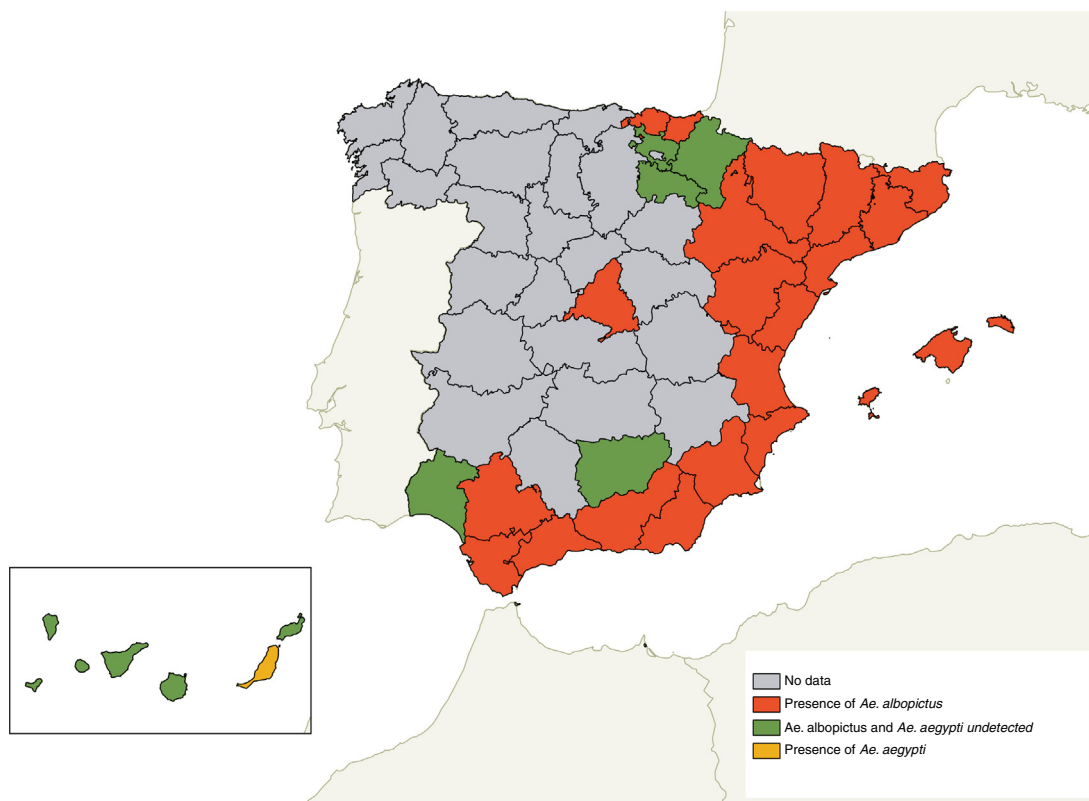 No data
Presence of Ae. albopictus
Ae. albopictus and Ae. aegypti undetected
Presence of Ae. aegypti